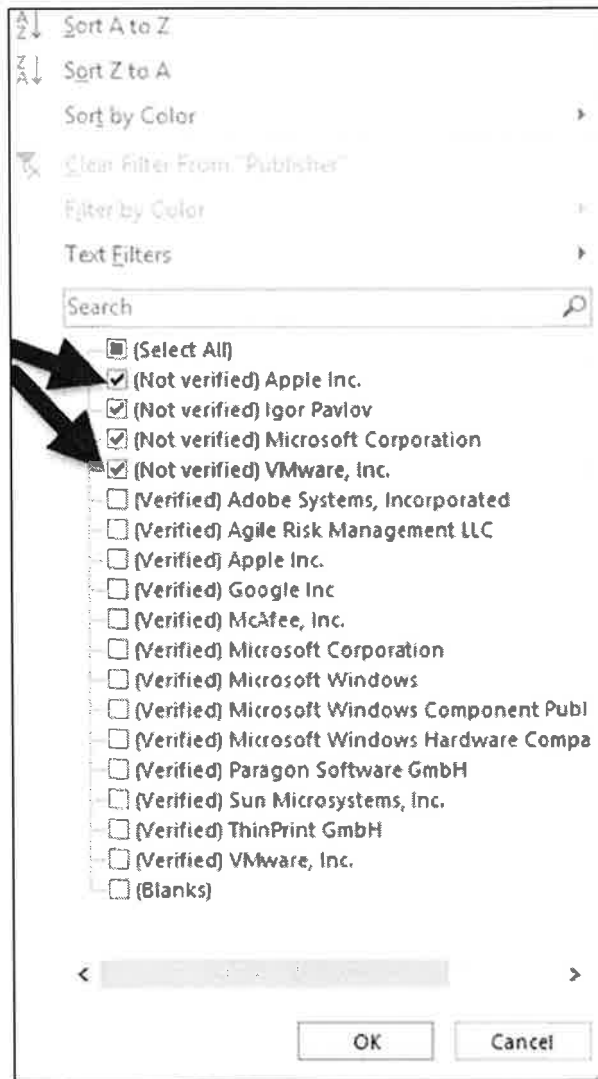 Sort A to Z
Sort Z to A
Sort by Color
Clear Filter From "Publisher"
Filter by Color
Text Filters
Search
(Select All)
(Not verified) Apple Inc.
(Not verified) Igor Pavlov
(Not verified) Microsoft Corporation
(Not verified) VMware, Inc.
(Verified) Adobe Systems, Incorporated
(Verified) Agile Risk Management LLC
(Verified) Apple Inc.
(Verified) Google Inc
(Verified) McAfee, Inc.
(Verified) Microsoft Corporation
(Verified) Microsoft Windows
(Verified) Microsoft Windows Component Publ
(Verified) Microsoft Windows Hardware Compa
(Verified) Paragon Software GmbH
(Verified) Sun Microsystems, Inc.
(Verified) ThinPrint GmbH
(Verified) VMware, Inc.
(Blanks)
OK Cancel